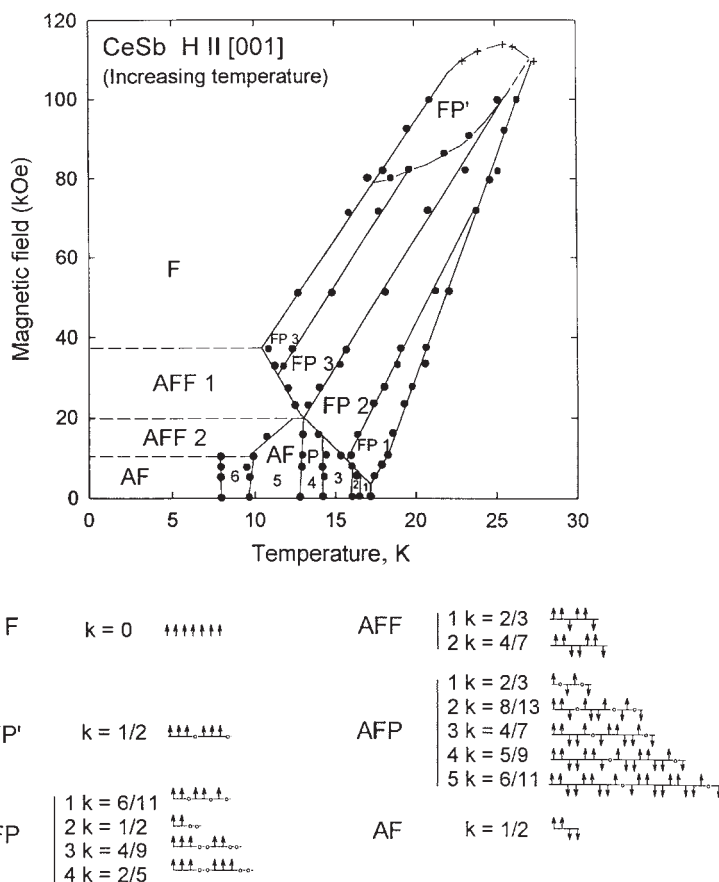 120
CeSb H II [001]
(Increasing temperature)
100
FP'
80
Magnetic field (kOe)
60
F
40
FP 3
FP 3
AFF 1
FP 2
20
AFF 2
AF P
FP 1
AF
6 5 4 3 2 1
0
0 5 10 15 20 25 30
Temperature, K
F k = 0
AFF 1 k = 2/3
2 k = 4/7
P' k = 1/2
AFP 1 k = 2/3
2 k = 8/13
3 k = 4/7
4 k = 5/9
5 k = 6/11
FP 1 k = 6/11
2 k = 1/2
3 k = 4/9
4 k = 2/5
AF k = 1/2